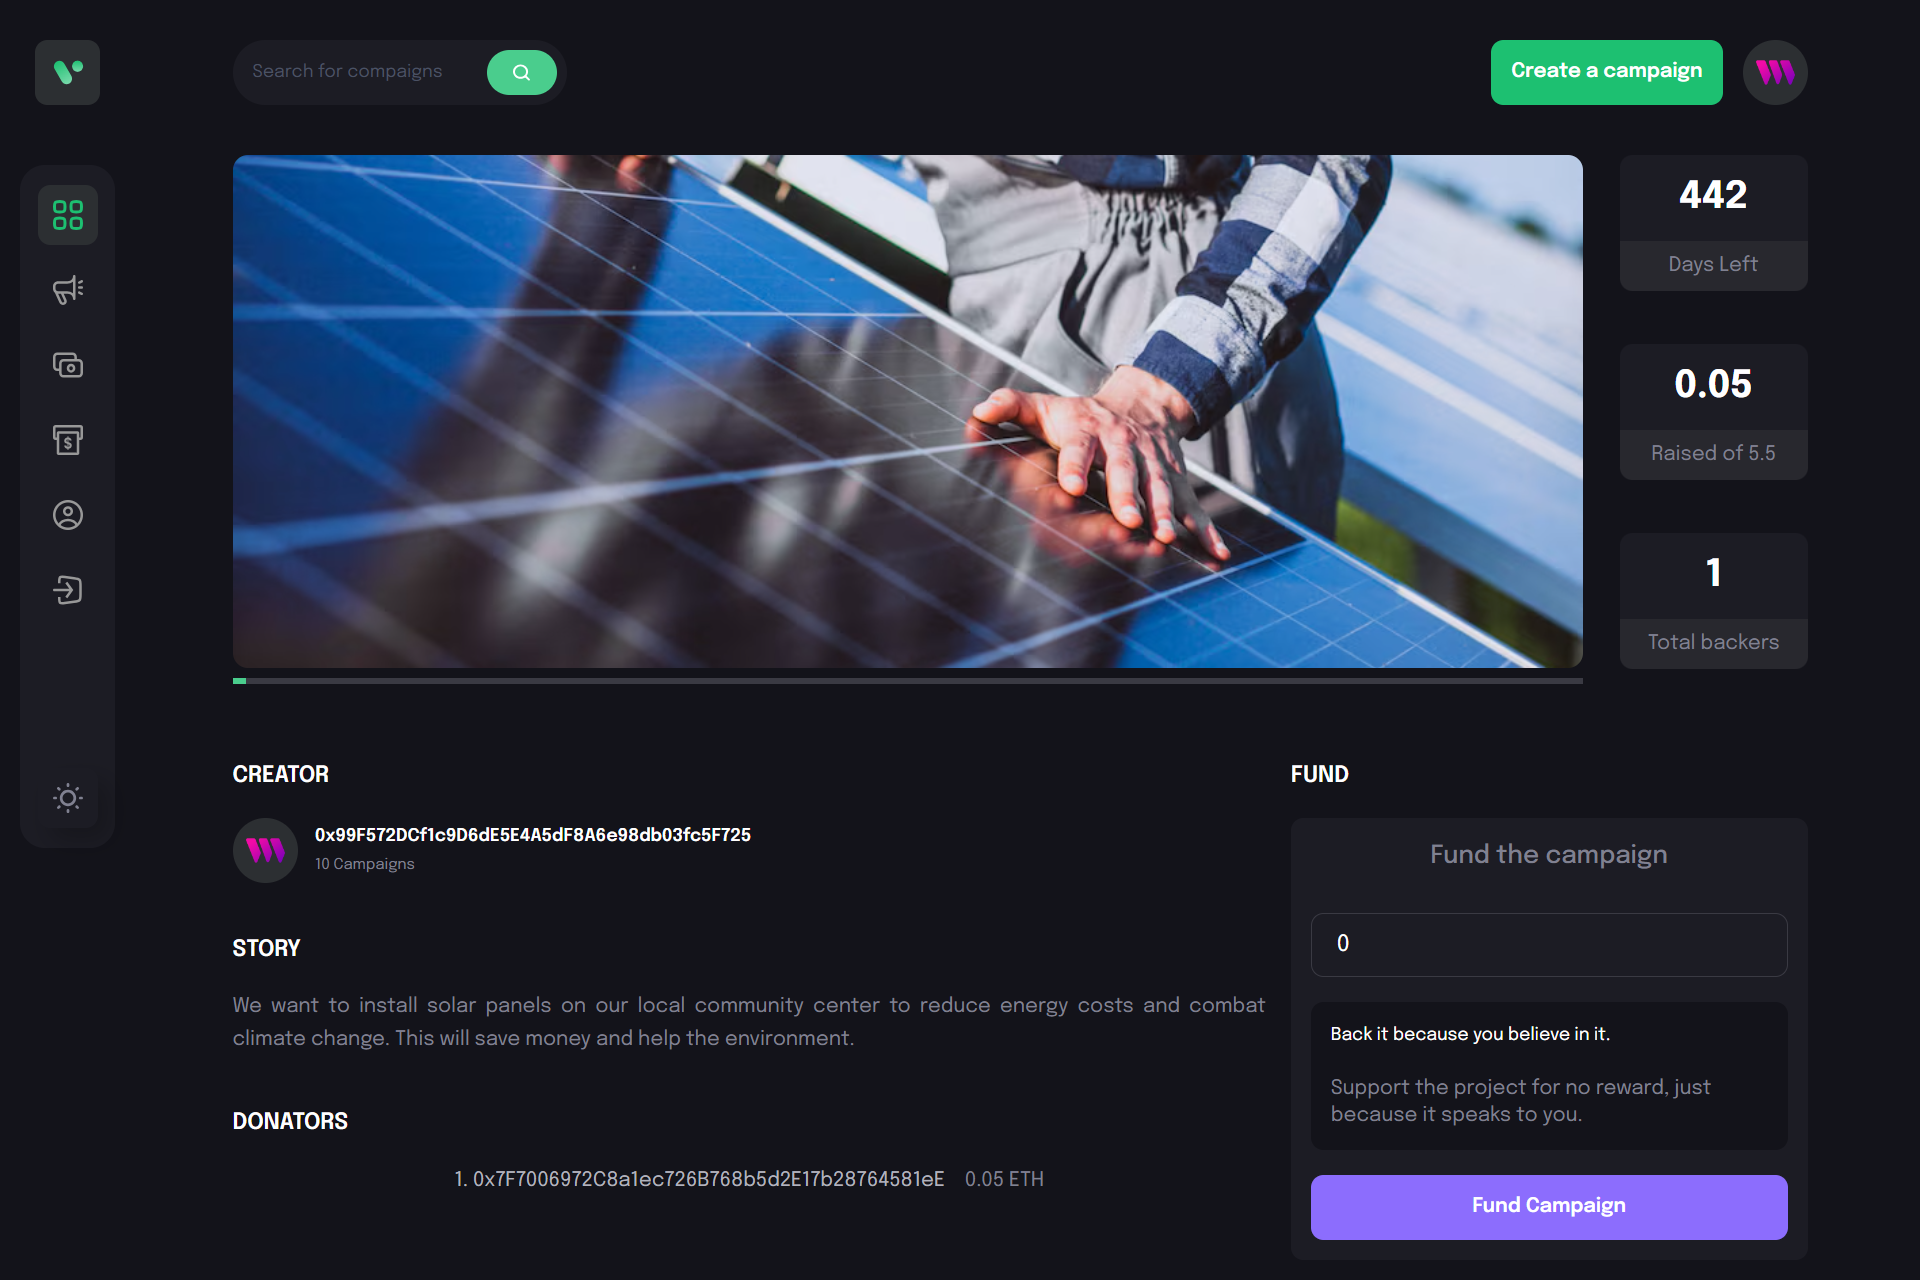 Search for compaigns
Create a campaign
442
Days Left
0.05
Raised of 5.5
1
Total backers
CREATOR
0x99F572DCf1c9D6dE5E4A5dF8A6e98db03fc5F725
10 Campaigns
STORY
We want to install solar panels on our local community center to reduce energy costs and combat
climate change. This will save money and help the environment.
DONATORS
1. 0x7F7006972C8a1ec726B768b5d2E17b28764581eE 0.05 ETH
FUND
Fund the campaign
0
Back it because you believe in it.
Support the project for no reward, just
because it speaks to you.
Fund Campaign